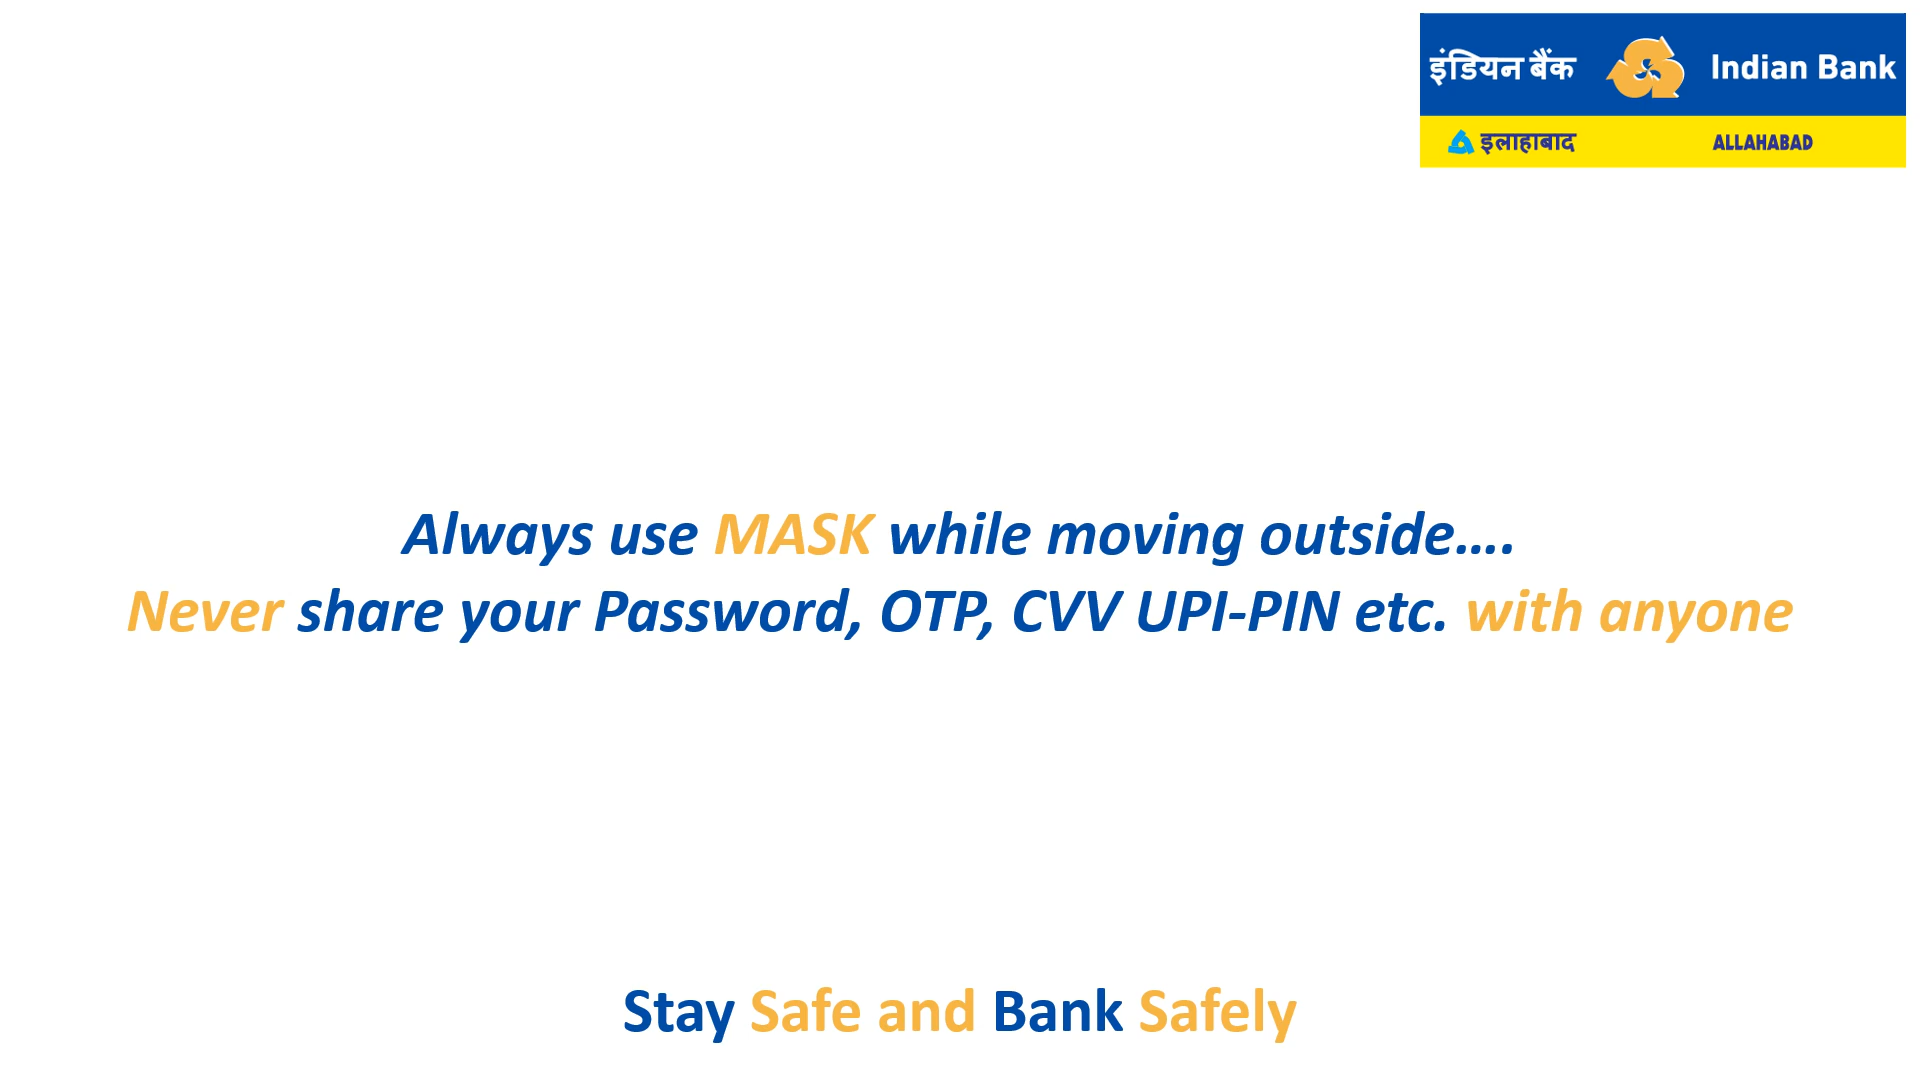 इंडियन बैंक Indian Bank
इलाहाबाद ALLAHABAD
Always use MASK while moving outside....
Never share your Password, OTP, CVV UPI-PIN etc. with anyone
Stay Safe and Bank Safely